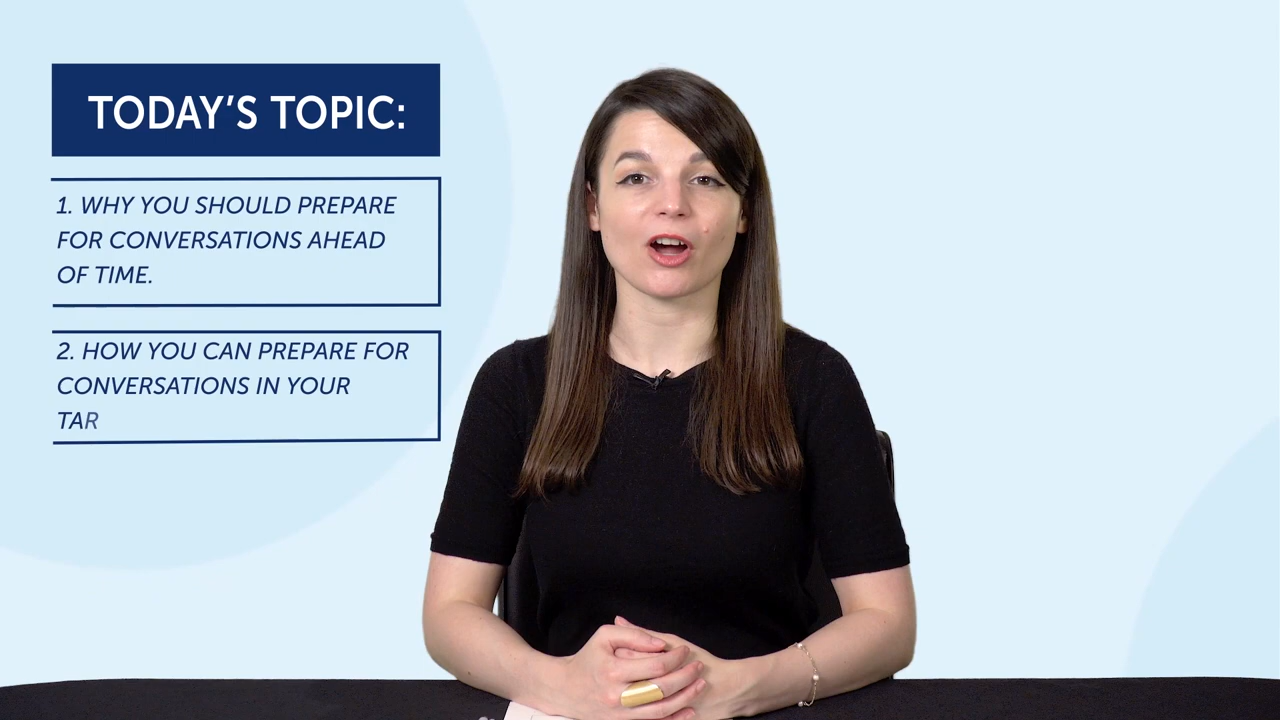 TODAY'S TOPIC:
1. WHY YOU SHOULD PREPARE
FOR CONVERSATIONS AHEAD
OF TIME.
2. HOW YOU CAN PREPARE FOR
CONVERSATIONS IN YOUR
TAR